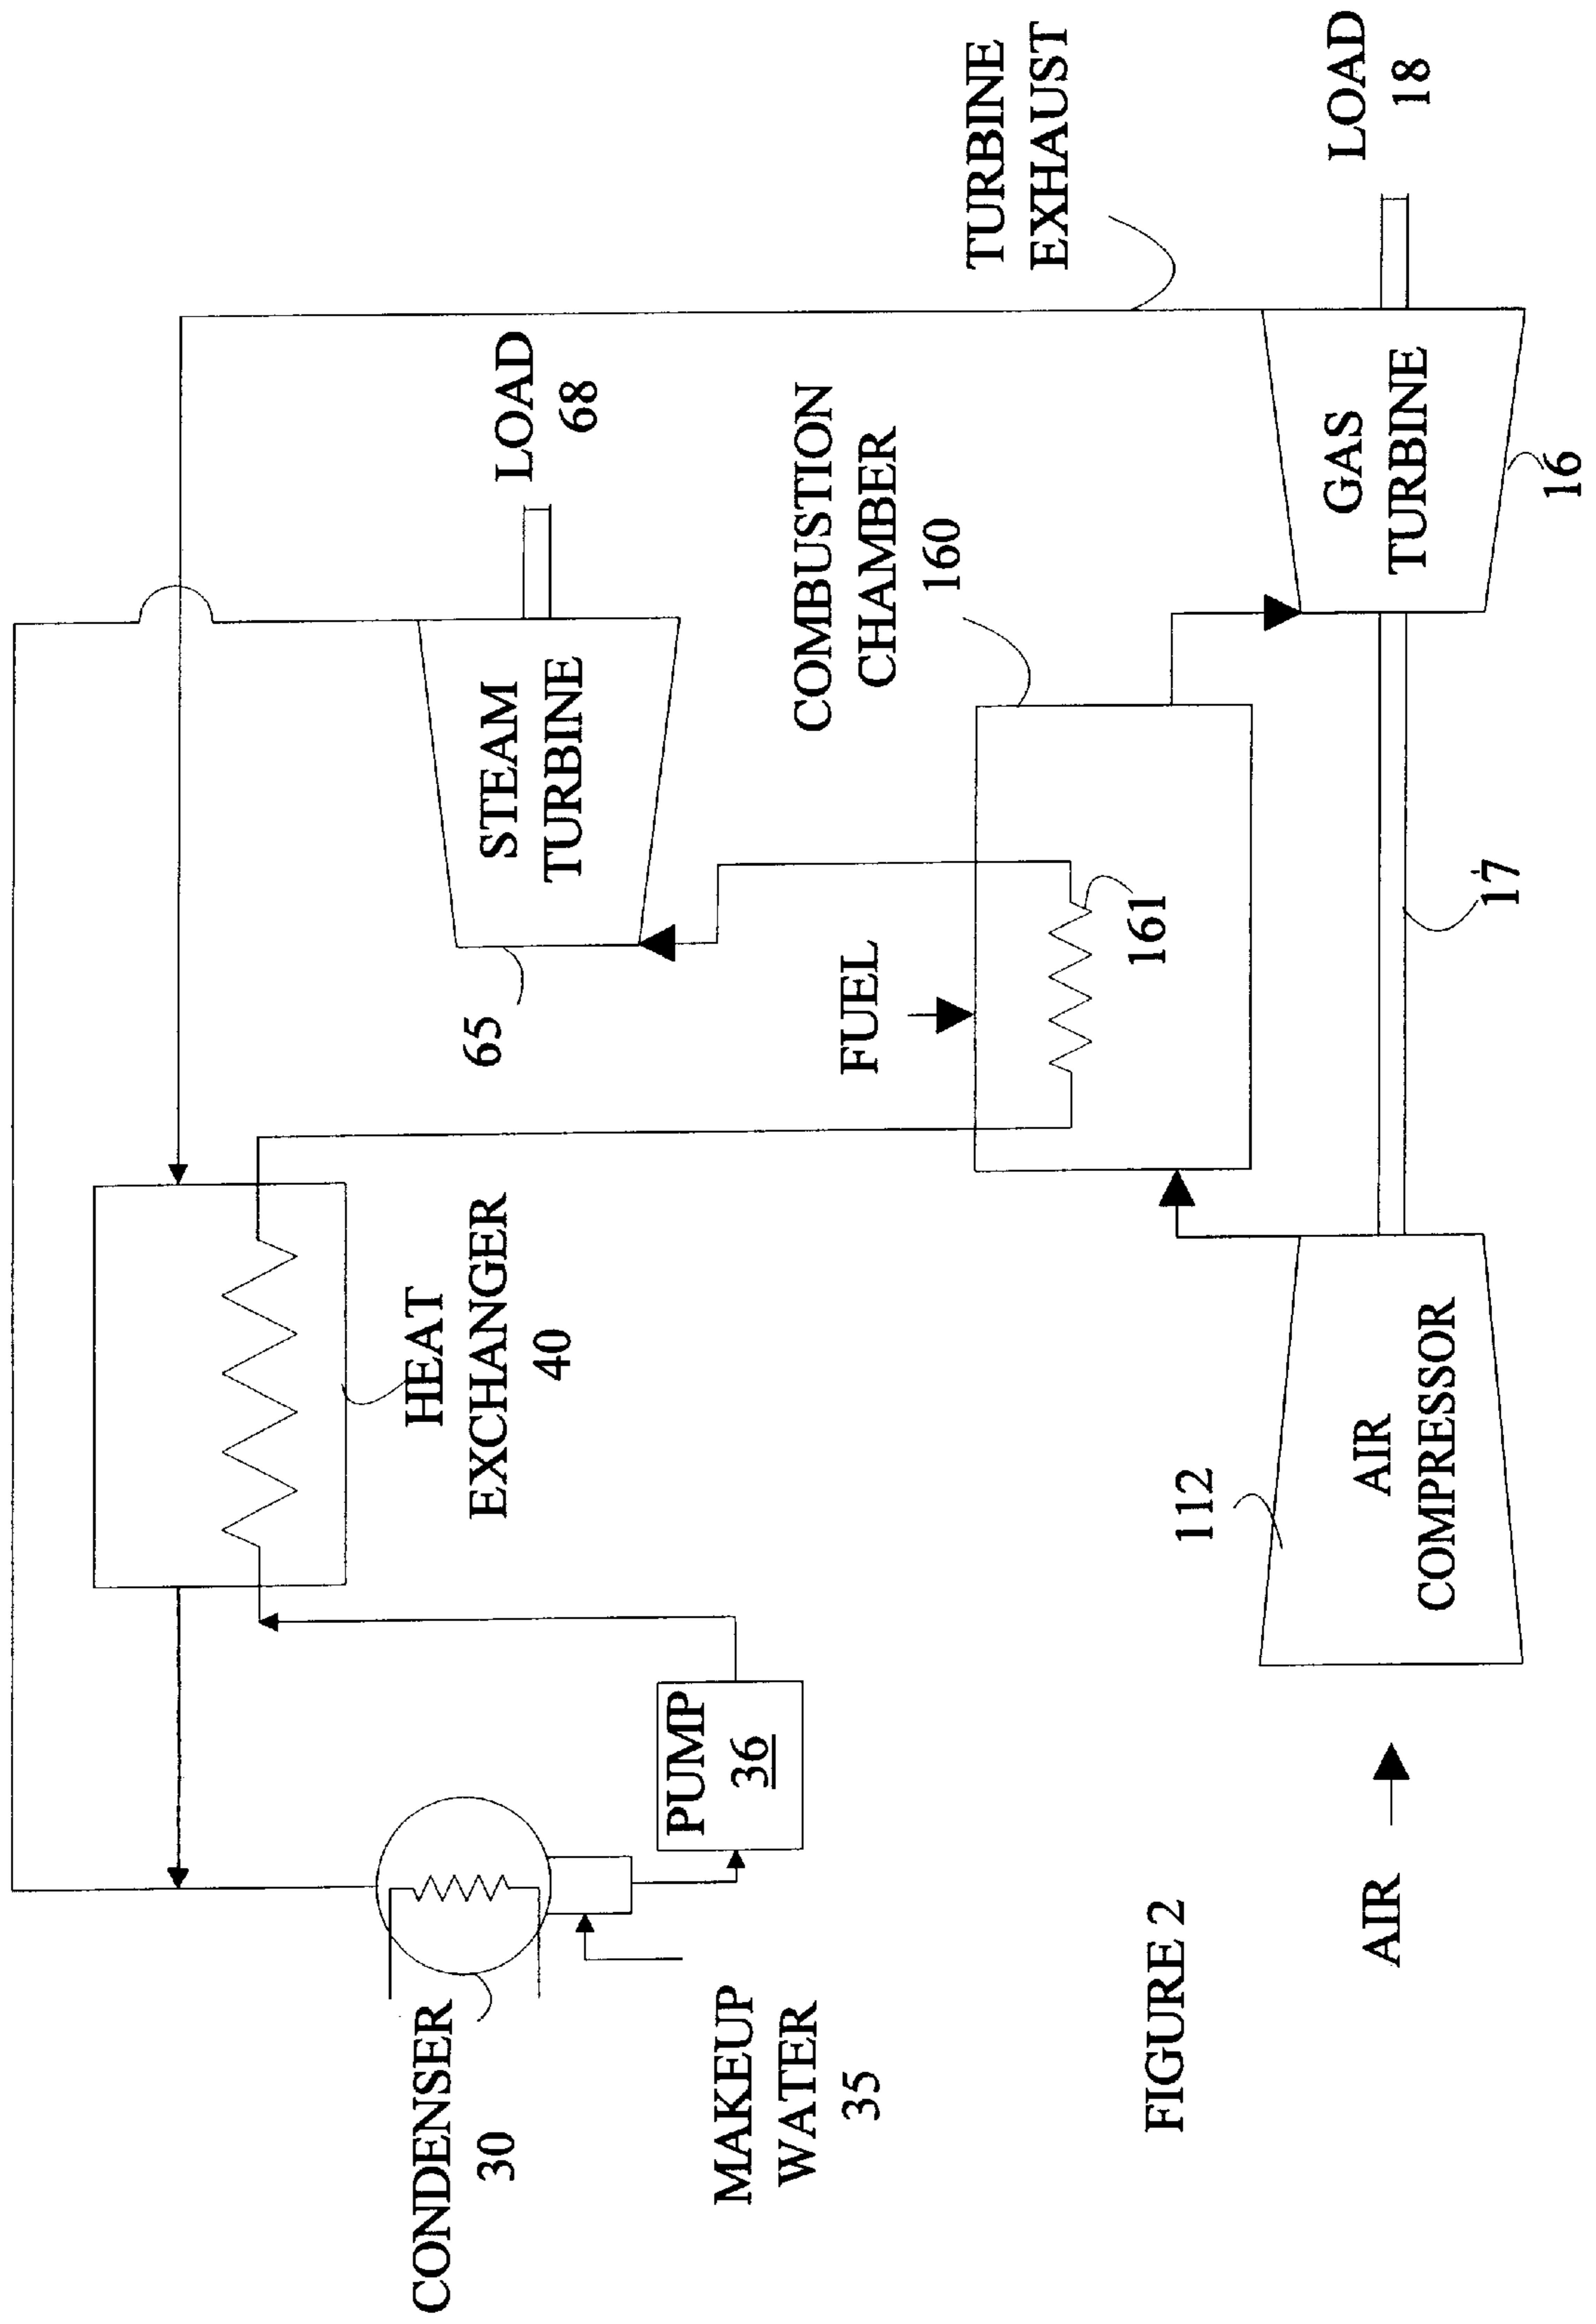 CONDENSER
30
MAKEUP
WATER
35
PUMP
36
HEAT
EXCHANGER
40
65
STEAM
TURBINE
LOAD
68
FUEL
161
COMBUSTION
CHAMBER
160
TURBINE
EXHAUST
AIR
112
AIR
COMPRESSOR
17
GAS
TURBINE
16
LOAD
18
FIGURE 2